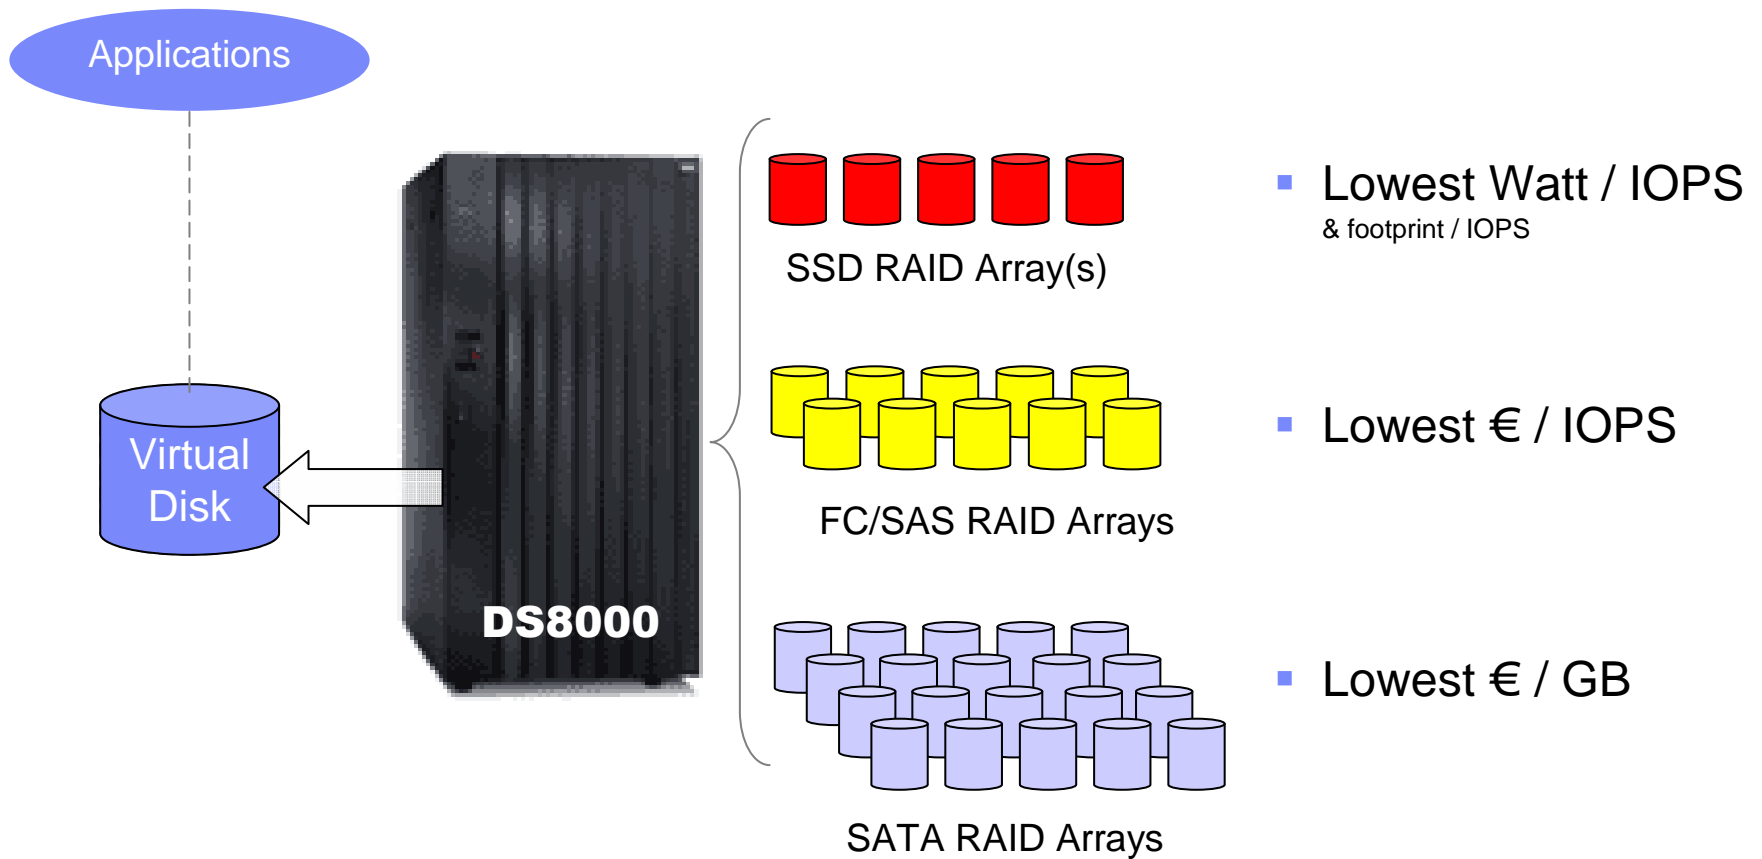 Applications
Virtual
Disk
DS8000
SSD RAID Array(s)
FC/SAS RAID Arrays
SATA RAID Arrays
▪ Lowest Watt / IOPS
& footprint / IOPS
▪ Lowest € / IOPS
▪ Lowest € / GB